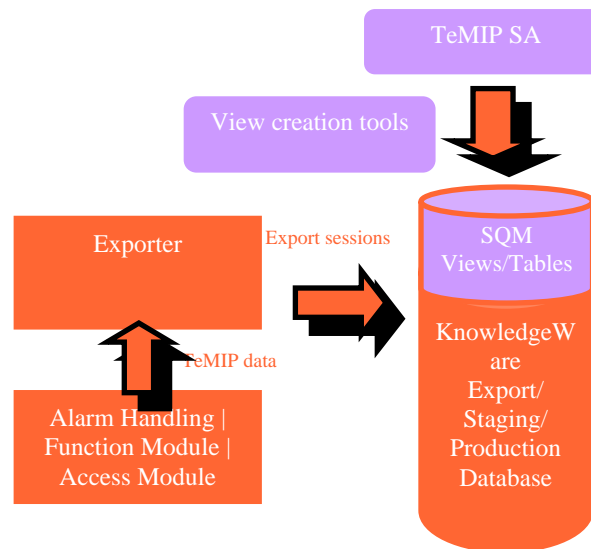 TeMIP SA
View creation tools
SQM
Views/Tables
Exporter
Export sessions
TeMIP data
KnowledgeW
are
Export/
Staging/
Production
Database
Alarm Handling |
Function Module |
Access Module